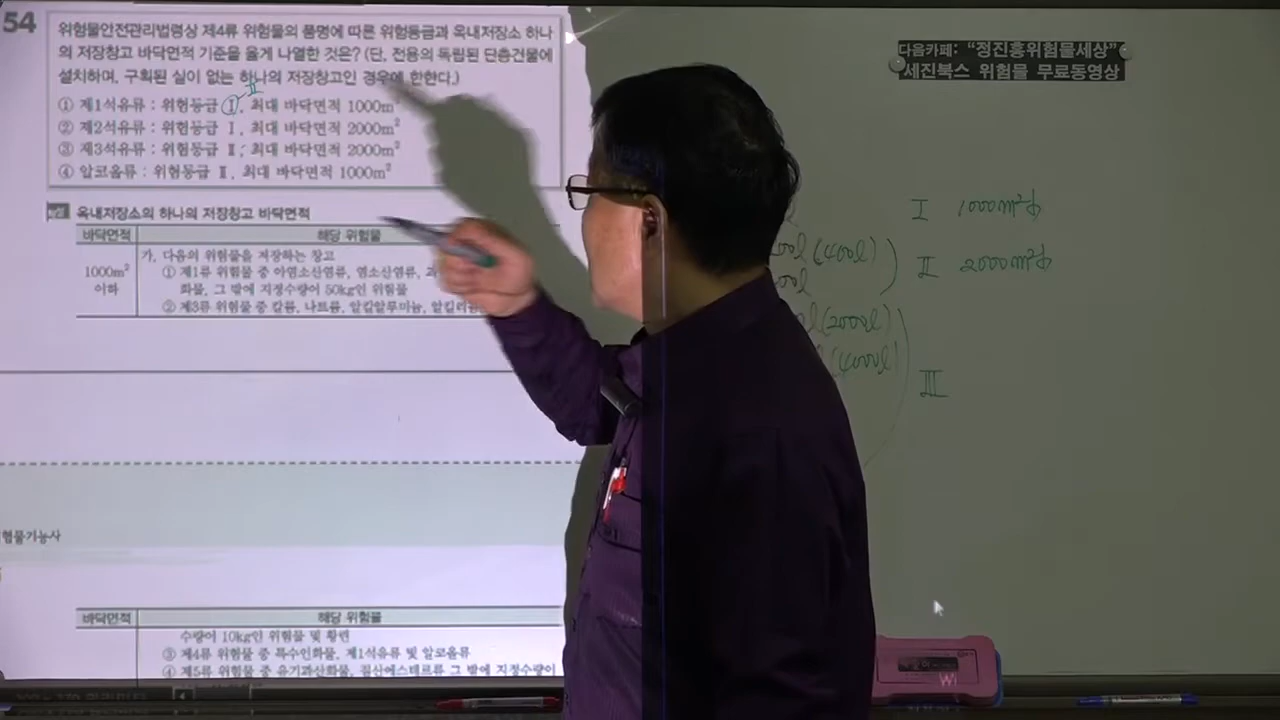 54
위험물안전관리법령상 제4류 위험물의 품명에 따른 위험등급과 옥내저장소 하나
의 저장창고 바닥면적 기준을 옳게 나열한 것은? (단, 전용의 독립된 단층건물에
설치하며, 구획된 실이 없는 하나의 저장창고인 경우에 한한다.)
Ⅱ
① 제1석유류 : 위험등급 Ⅰ, 최대 바닥면적 1000m²
② 제2석유류 : 위험등급 Ⅰ, 최대 바닥면적 2000m²
③ 제3석유류 : 위험등급 Ⅱ, 최대 바닥면적 2000m²
④ 알코올류 : 위험등급 Ⅱ, 최대 바닥면적 1000m²
옥내저장소의 하나의 저장창고 바닥면적
바닥면적 해당 위험물
1000m² 이하
가. 다음의 위험물을 저장하는 창고
① 제1류 위험물 중 아염소산염류, 염소산염류, 과
화물, 그 밖에 지정수량이 50kg인 위험물
② 제3류 위험물 중 칼륨, 나트륨, 알킬알루미늄, 알킬리튬
험물기능사
바닥면적 해당 위험물
수량이 10kg인 위험물 및 황린
③ 제4류 위험물 중 특수인화물, 제1석유류 및 알코올류
④ 제5류 위험물 중 유기과산화물, 질산에스테르류 그 밖에 지정수량이
다음카페: “정진홍위험물세상”
세진북스 위험물 무료동영상
Ⅰ 1000m²
(400l) Ⅱ 2000m²
(2000l)
(4000l) Ⅲ